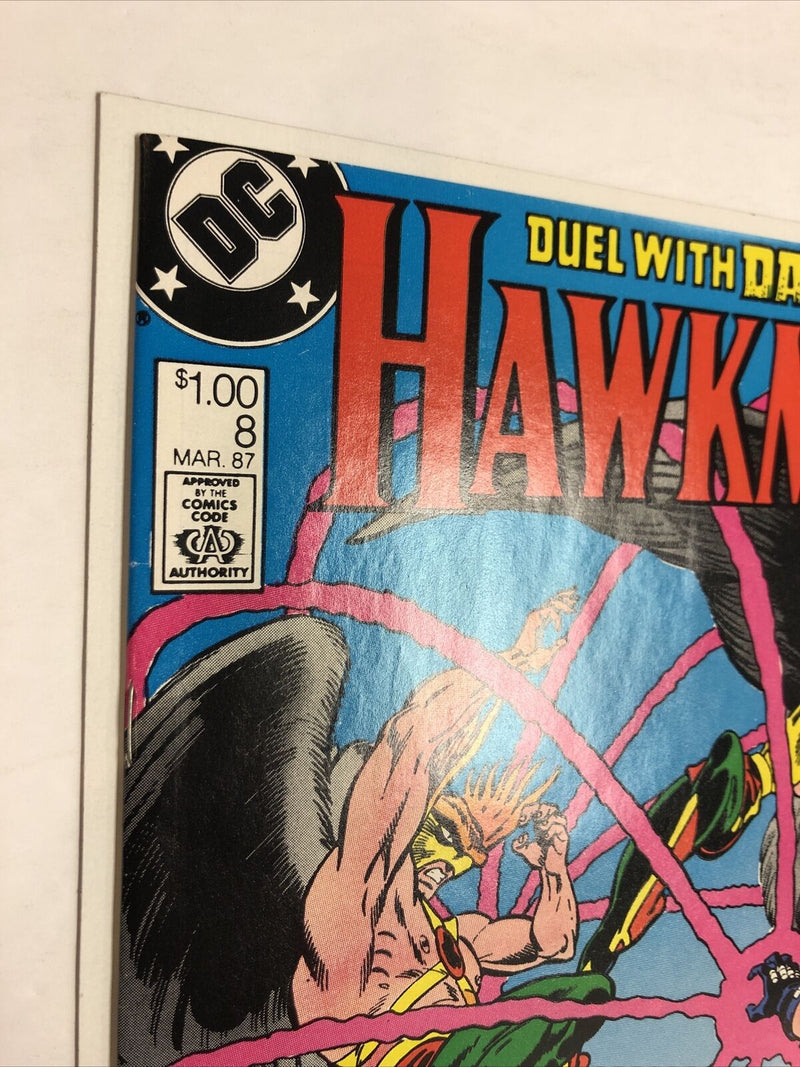 DC
DUEL WITH
HAWK
$1.00
8
MAR. 87
APPROVED
BY THE
COMICS
CODE
CA
AUTHORITY
®